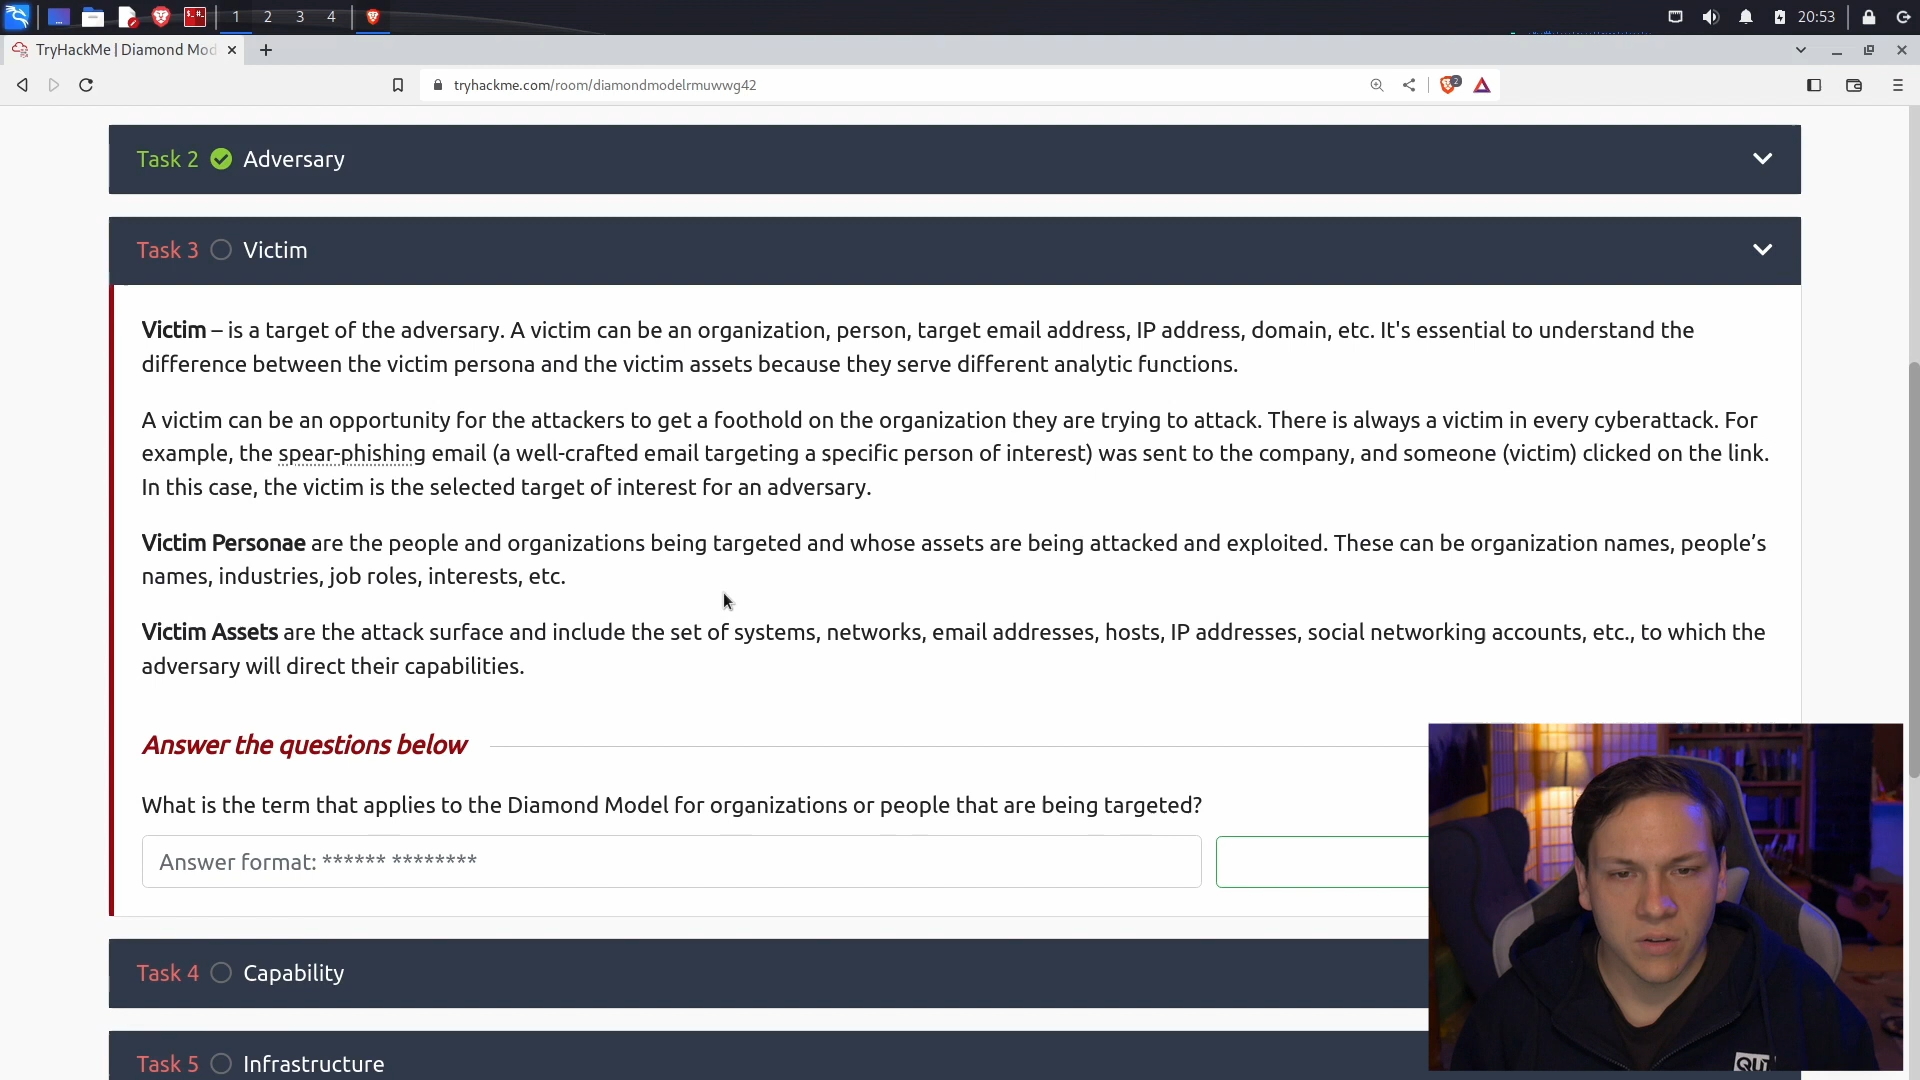 1 2 3 4
20:53
TryHackMe | Diamond Mod
tryhackme.com/room/diamondmodelrmuwwg42
2
Task 2 Adversary
Task 3 Victim
Victim – is a target of the adversary. A victim can be an organization, person, target email address, IP address, domain, etc. It's essential to understand the
difference between the victim persona and the victim assets because they serve different analytic functions.
A victim can be an opportunity for the attackers to get a foothold on the organization they are trying to attack. There is always a victim in every cyberattack. For
example, the spear-phishing email (a well-crafted email targeting a specific person of interest) was sent to the company, and someone (victim) clicked on the link.
In this case, the victim is the selected target of interest for an adversary.
Victim Personae are the people and organizations being targeted and whose assets are being attacked and exploited. These can be organization names, people’s
names, industries, job roles, interests, etc.
Victim Assets are the attack surface and include the set of systems, networks, email addresses, hosts, IP addresses, social networking accounts, etc., to which the
adversary will direct their capabilities.
Answer the questions below
What is the term that applies to the Diamond Model for organizations or people that are being targeted?
Answer format: ****** ********
Task 4 Capability
Task 5 Infrastructure